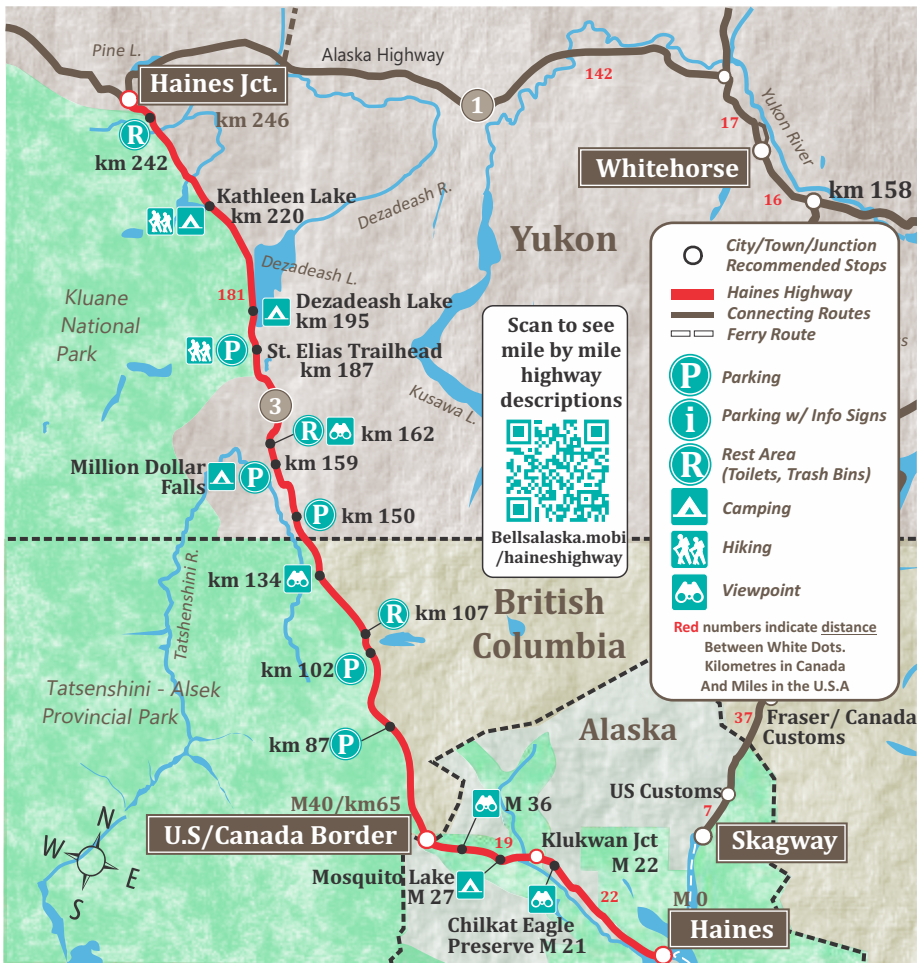 Pine L.
Alaska Highway
142
1
Haines Jct.
km 246
R
km 242
17
Yukon River
Whitehorse
16
km 158
Kathleen Lake
km 220
Dezadeash R.
Yukon
Dezadeash L.
Kluane
National
Park
181
Dezadeash Lake
km 195
P
St. Elias Trailhead
km 187
3
Kusawa L.
R
km 162
km 159
Million Dollar
Falls
P
P
km 150
Scan to see
mile by mile
highway
descriptions
Bellsalaska.mobi
/haineshighway
City/Town/Junction
Recommended Stops
Haines Highway
Connecting Routes
Ferry Route
P
Parking
i
Parking w/ Info Signs
R
Rest Area
(Toilets, Trash Bins)
Camping
Hiking
Viewpoint
Red numbers indicate distance
Between White Dots.
Kilometres in Canada
And Miles in the U.S.A
Tatshenshini R.
km 134
R
km 107
British
Columbia
km 102
P
Tatsenshini - Alsek
Provincial Park
km 87
P
Alaska
37
Fraser/ Canada
Customs
US Customs
7
Skagway
M40/km65
U.S/Canada Border
M 36
19
Klukwan Jct
M 22
Mosquito Lake
M 27
22
Chilkat Eagle
Preserve M 21
M 0
Haines
N
W
E
S